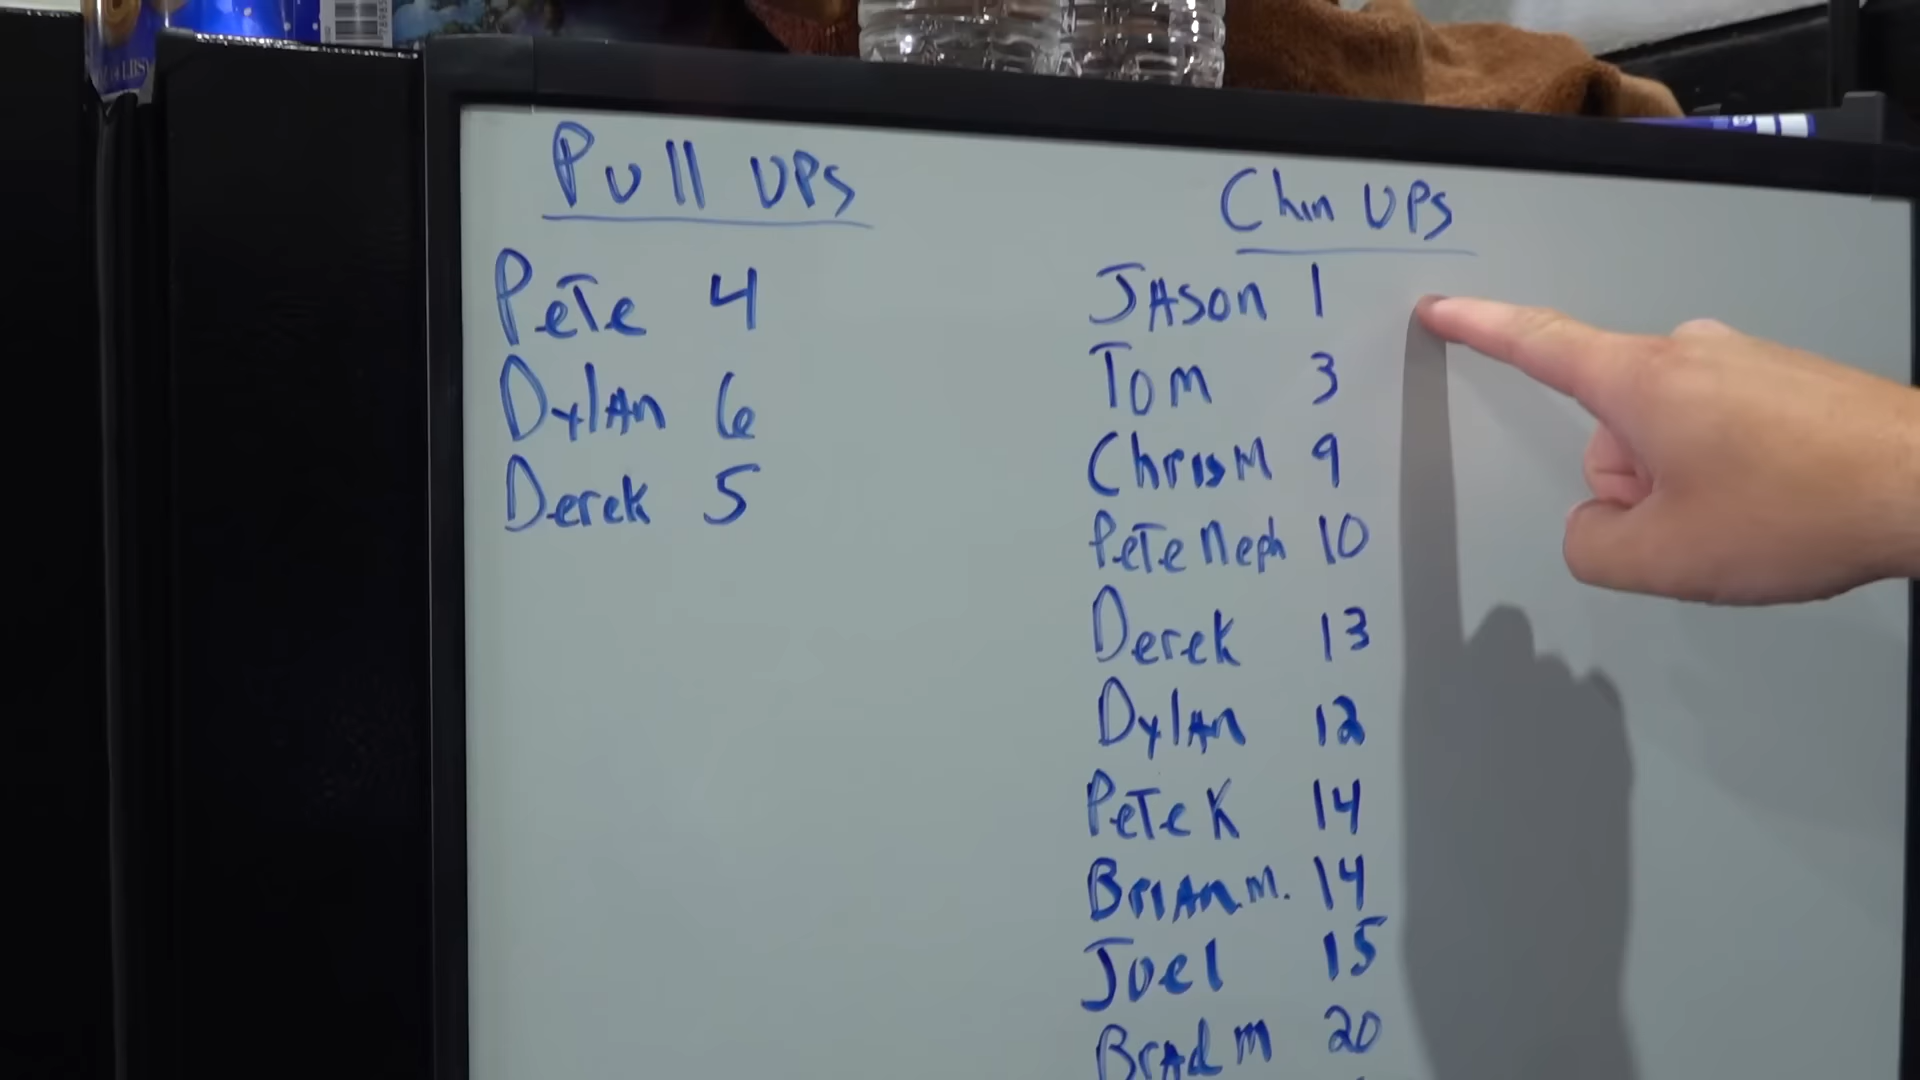 Pull UPS
PeTe 4
DylAn 6
Derek 5
Chin UPS
JAson 1
Tom 3
Chris M 9
PeTe Neph 10
Derek 13
DylAn 12
PeTe K 14
BriAn.M. 14
Joel 15
BrAd M 20